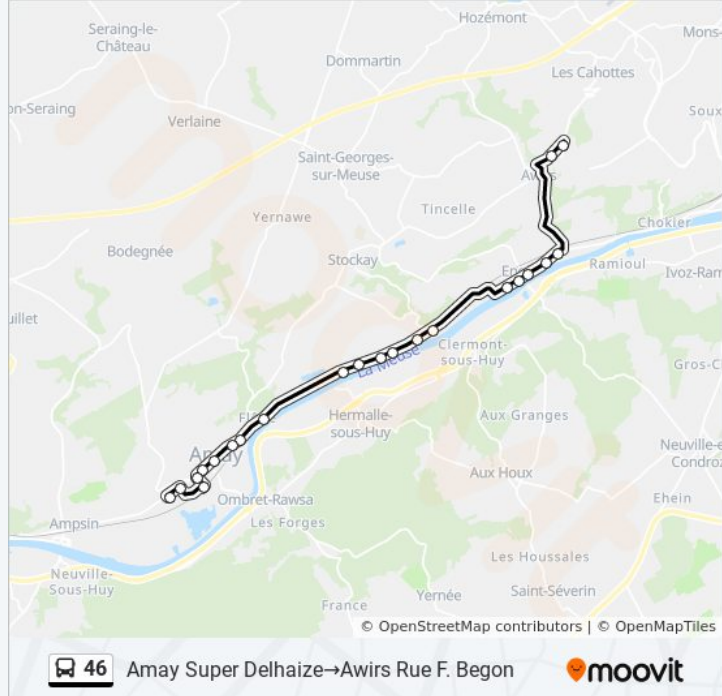 Hozémont
Seraing-le-
Château
Mons-
Dommartin
Les Cahottes
on-Seraing
Verlaine
Soux
Saint-Georges-
sur-Meuse
Awirs
Yernawe
Tincelle
Chokier
Bodegnée
Stockay
En
Ramioul
Ivoz-Ram
uillet
La Meuse
Clermont-
sous-Huy
Gros-C
Hermalle-
sous-Huy
Aux Granges
Amay
Neuville-e
Condroz
Aux Houx
Ombret-Rawsa
Ehein
Ampsin
Les Forges
Les Houssales
Neuville-
Sous-Huy
Yernée
Saint-Séverin
France
© OpenStreetMap contributors | © OpenMapTiles
46 Amay Super Delhaize→Awirs Rue F. Begon
moovit